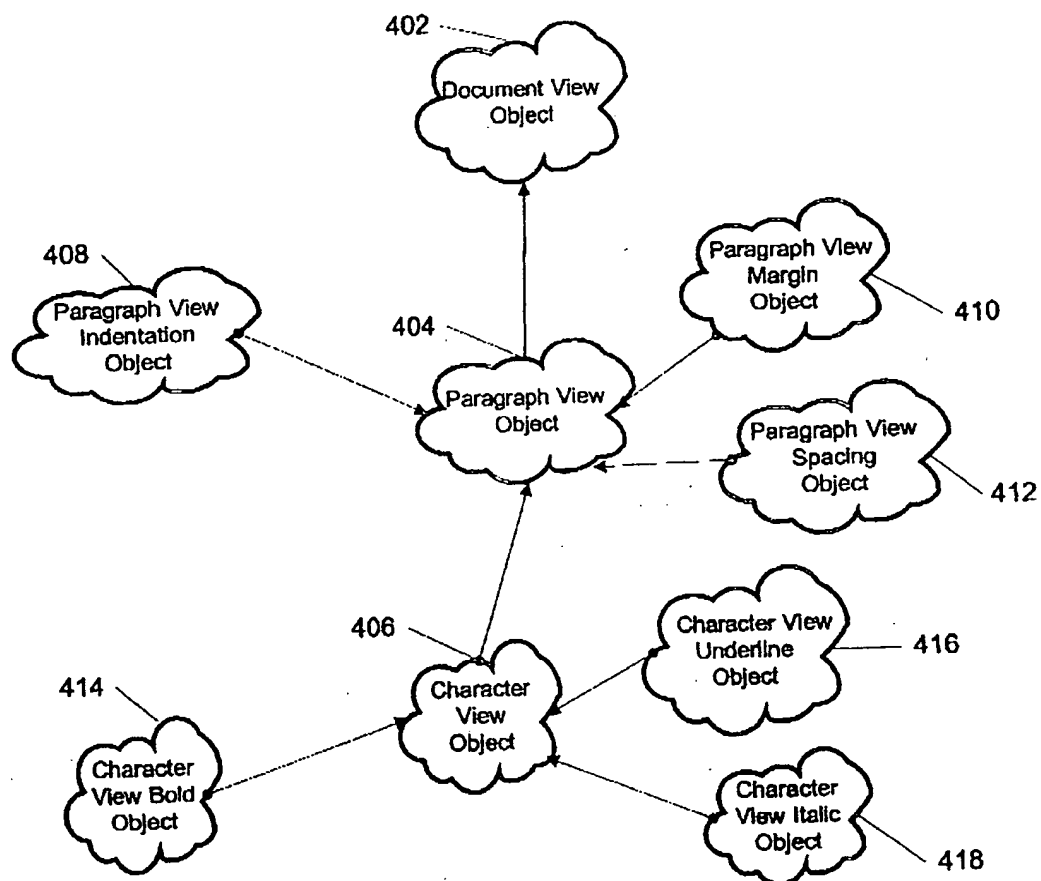 402
Document View
Object
408
Paragraph View
Indentation
Object
404
Paragraph View
Margin
Object
410
Paragraph View
Object
Paragraph View
Spacing
Object
412
406
Character
View
Object
Character View
Underline
Object
416
414
Character
View Bold
Object
Character
View Italic
Object
418